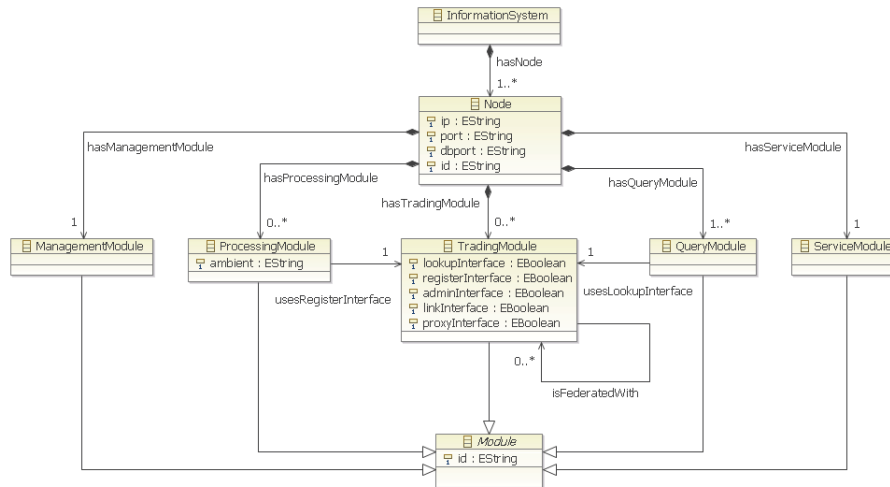 InformationSystem
hasNode
1..*
Node
ip : EString
port : EString
dbport : EString
id : EString
hasManagementModule
hasServiceModule
hasProcessingModule
hasQueryModule
hasTradingModule
1
0..*
0..*
1..*
1
ManagementModule
ProcessingModule
ambient : EString
TradingModule
lookupInterface : EBoolean
registerInterface : EBoolean
adminInterface : EBoolean
linkInterface : EBoolean
proxyInterface : EBoolean
QueryModule
ServiceModule
1
1
usesRegisterInterface
usesLookupInterface
0..*
isFederatedWith
Module
id : EString